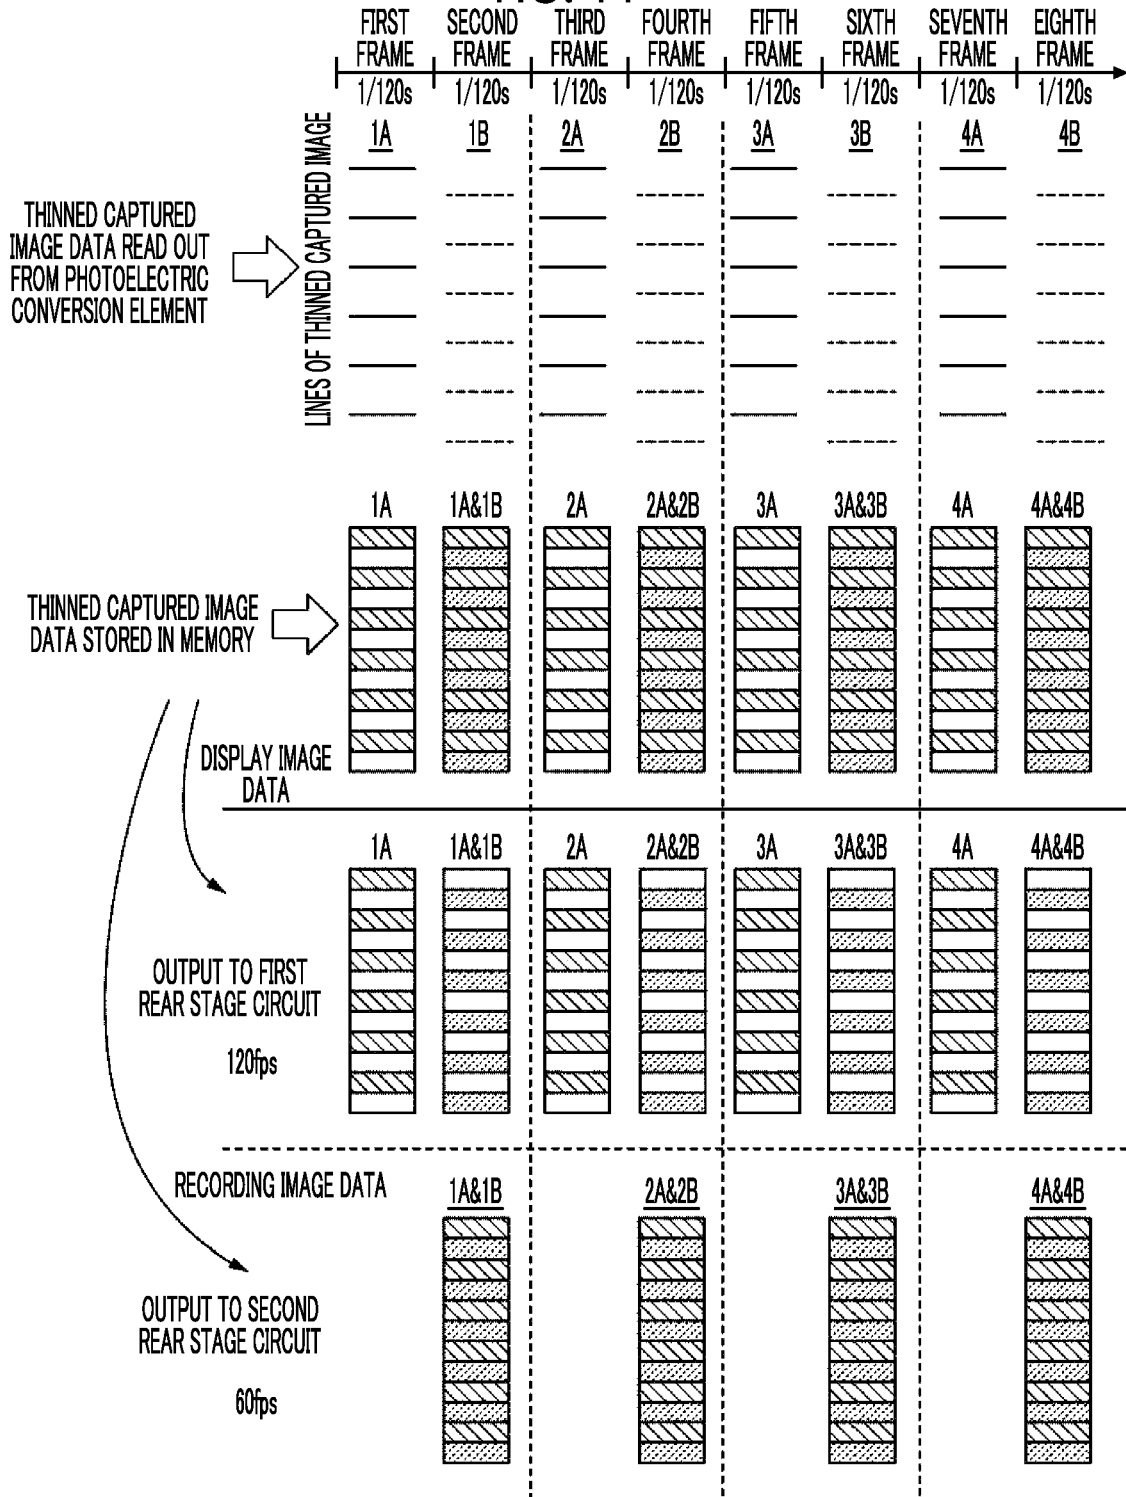 FIRST FRAME
SECOND FRAME
THIRD FRAME
FOURTH FRAME
FIFTH FRAME
SIXTH FRAME
SEVENTH FRAME
EIGHTH FRAME
1/120s 1/120s 1/120s 1/120s 1/120s 1/120s 1/120s 1/120s
1A 1B 2A 2B 3A 3B 4A 4B
LINES OF THINNED CAPTURED IMAGE
THINNED CAPTURED
IMAGE DATA READ OUT
FROM PHOTOELECTRIC
CONVERSION ELEMENT
1A 1A&1B 2A 2A&2B 3A 3A&3B 4A 4A&4B
THINNED CAPTURED IMAGE
DATA STORED IN MEMORY
DISPLAY IMAGE
DATA
1A 1A&1B 2A 2A&2B 3A 3A&3B 4A 4A&4B
OUTPUT TO FIRST
REAR STAGE CIRCUIT
120fps
RECORDING IMAGE DATA
1A&1B 2A&2B 3A&3B 4A&4B
OUTPUT TO SECOND
REAR STAGE CIRCUIT
60fps